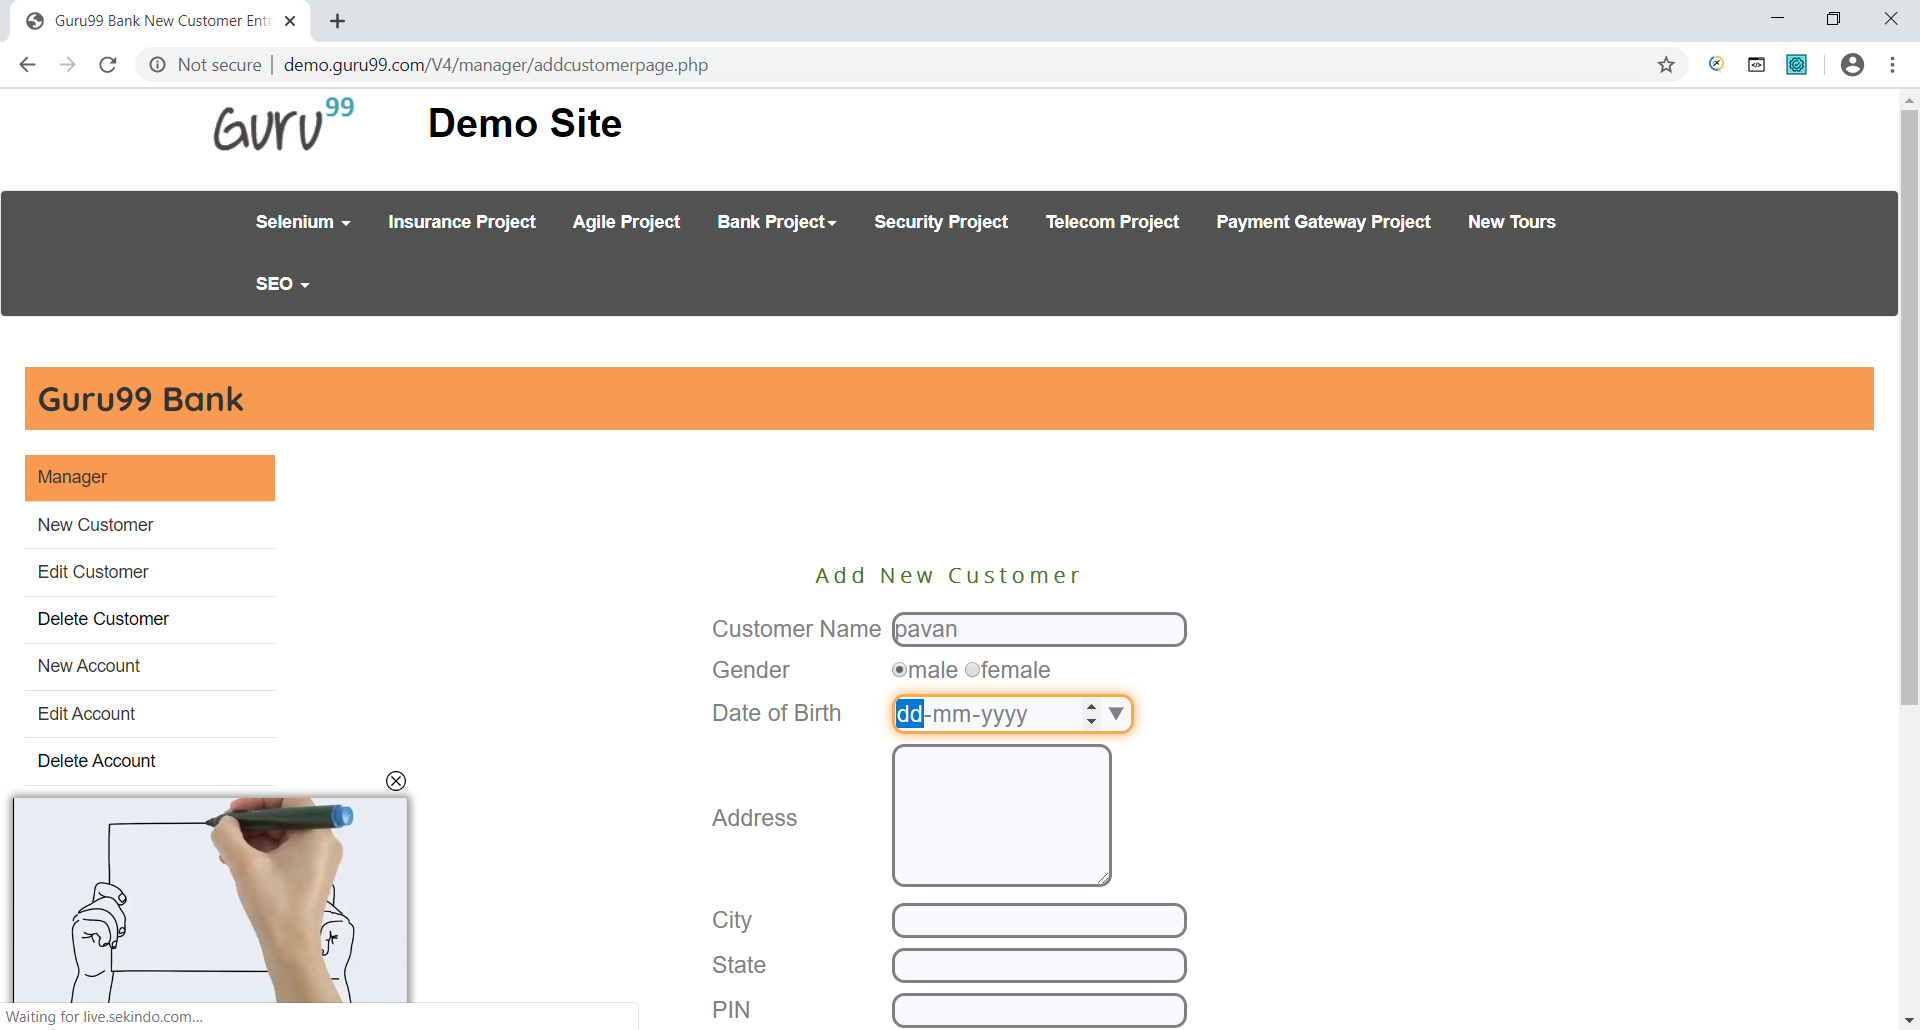 Guru99 Bank New Customer Ent
Not secure | demo.guru99.com/V4/manager/addcustomerpage.php
Guru99 Demo Site
Selenium Insurance Project Agile Project Bank Project Security Project Telecom Project Payment Gateway Project New Tours
SEO
Guru99 Bank
Manager
New Customer
Edit Customer
Delete Customer
New Account
Edit Account
Delete Account
Add New Customer
Customer Name pavan
Gender male female
Date of Birth dd-mm-yyyy
Address
City
State
PIN
Waiting for live.sekindo.com...